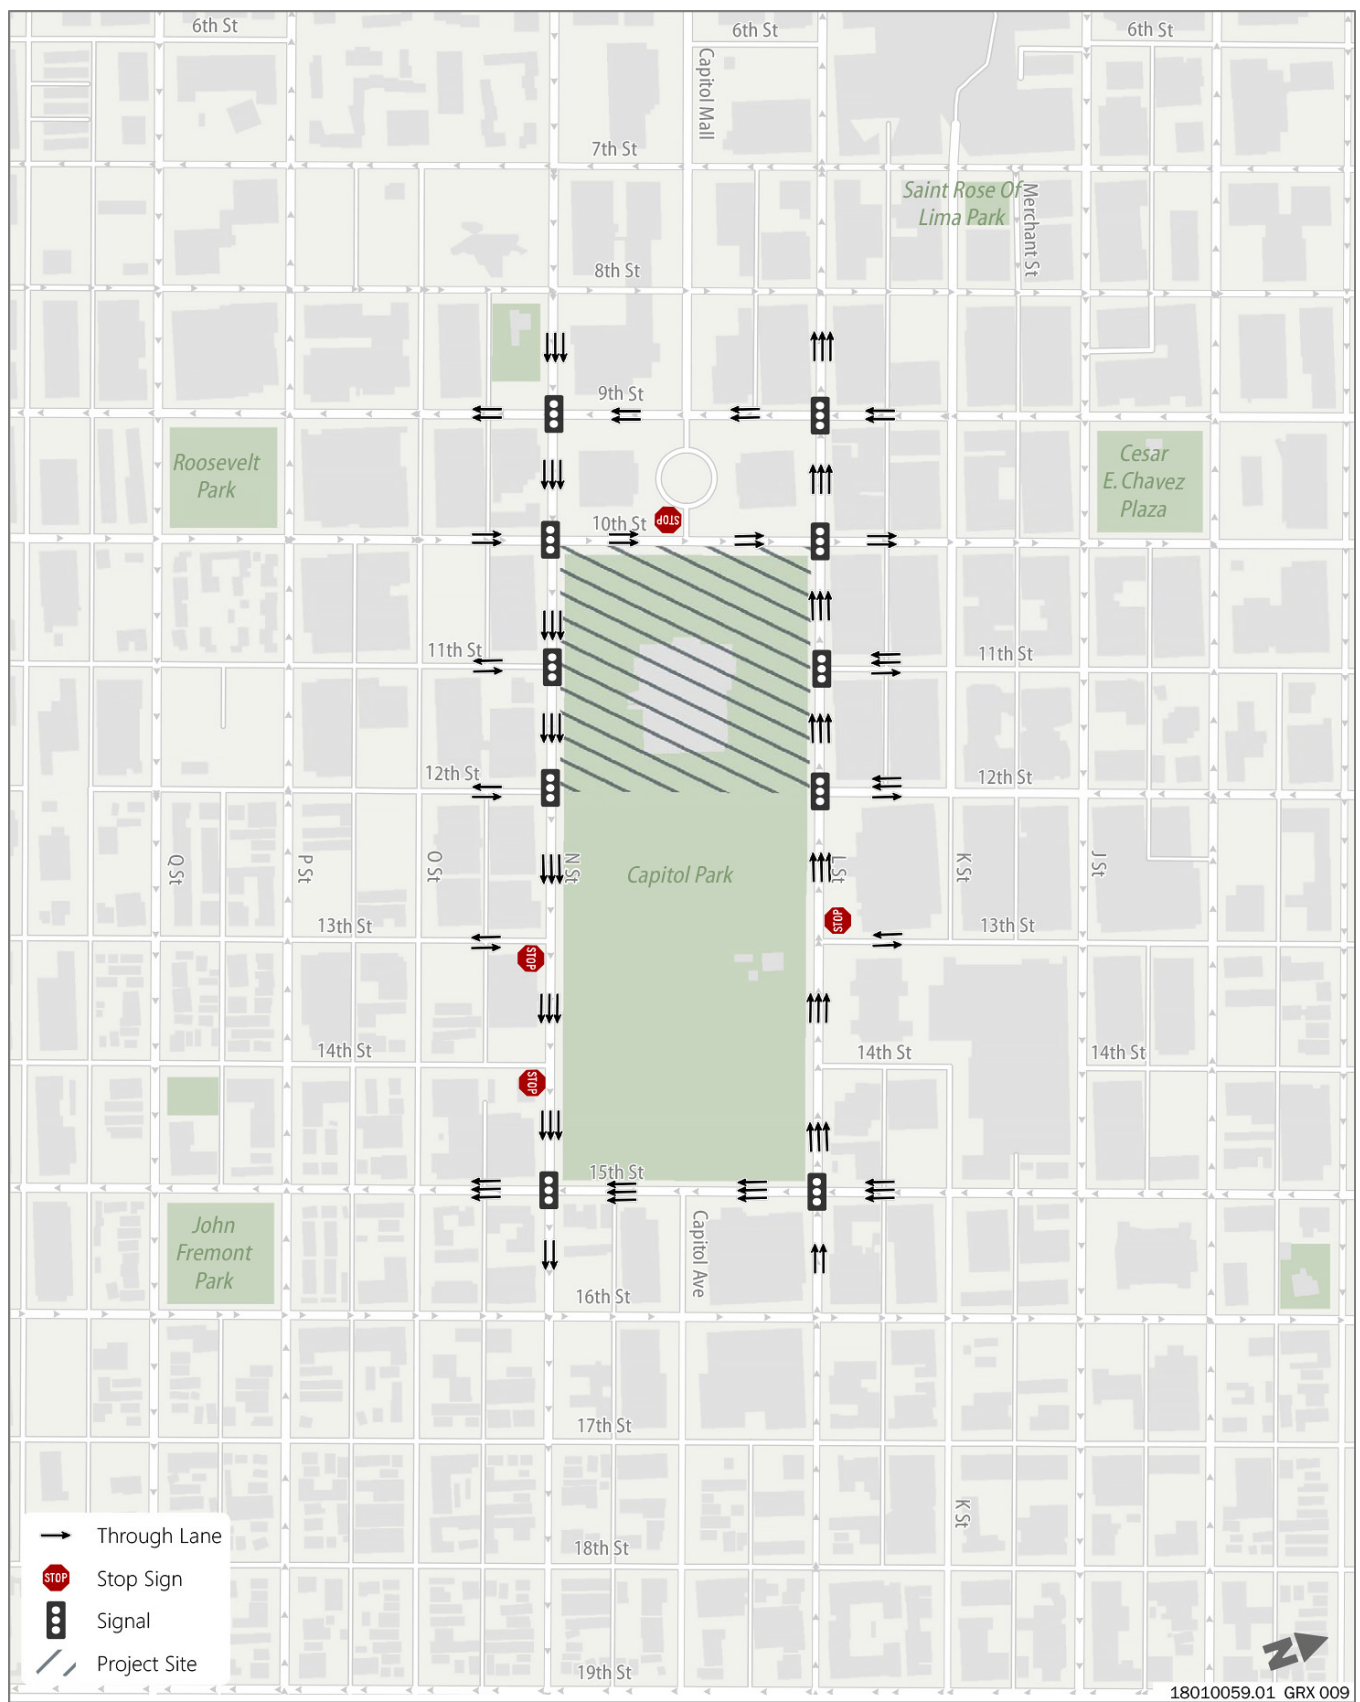 6th St
6th St
6th St
Capitol Mall
7th St
Saint Rose Of
Lima Park
Merchant St
8th St
9th St
Roosevelt
Park
Cesar
E. Chavez
Plaza
10th St
STOP
11th St
11th St
12th St
12th St
Q St
P St
O St
N St
Capitol Park
L St
K St
J St
STOP
13th St
13th St
STOP
14th St
14th St
14th St
STOP
15th St
John
Fremont
Park
Capitol Ave
16th St
17th St
K St
18th St
19th St
Through Lane
STOP
Stop Sign
Signal
Project Site
N
18010059.01 GRX 009